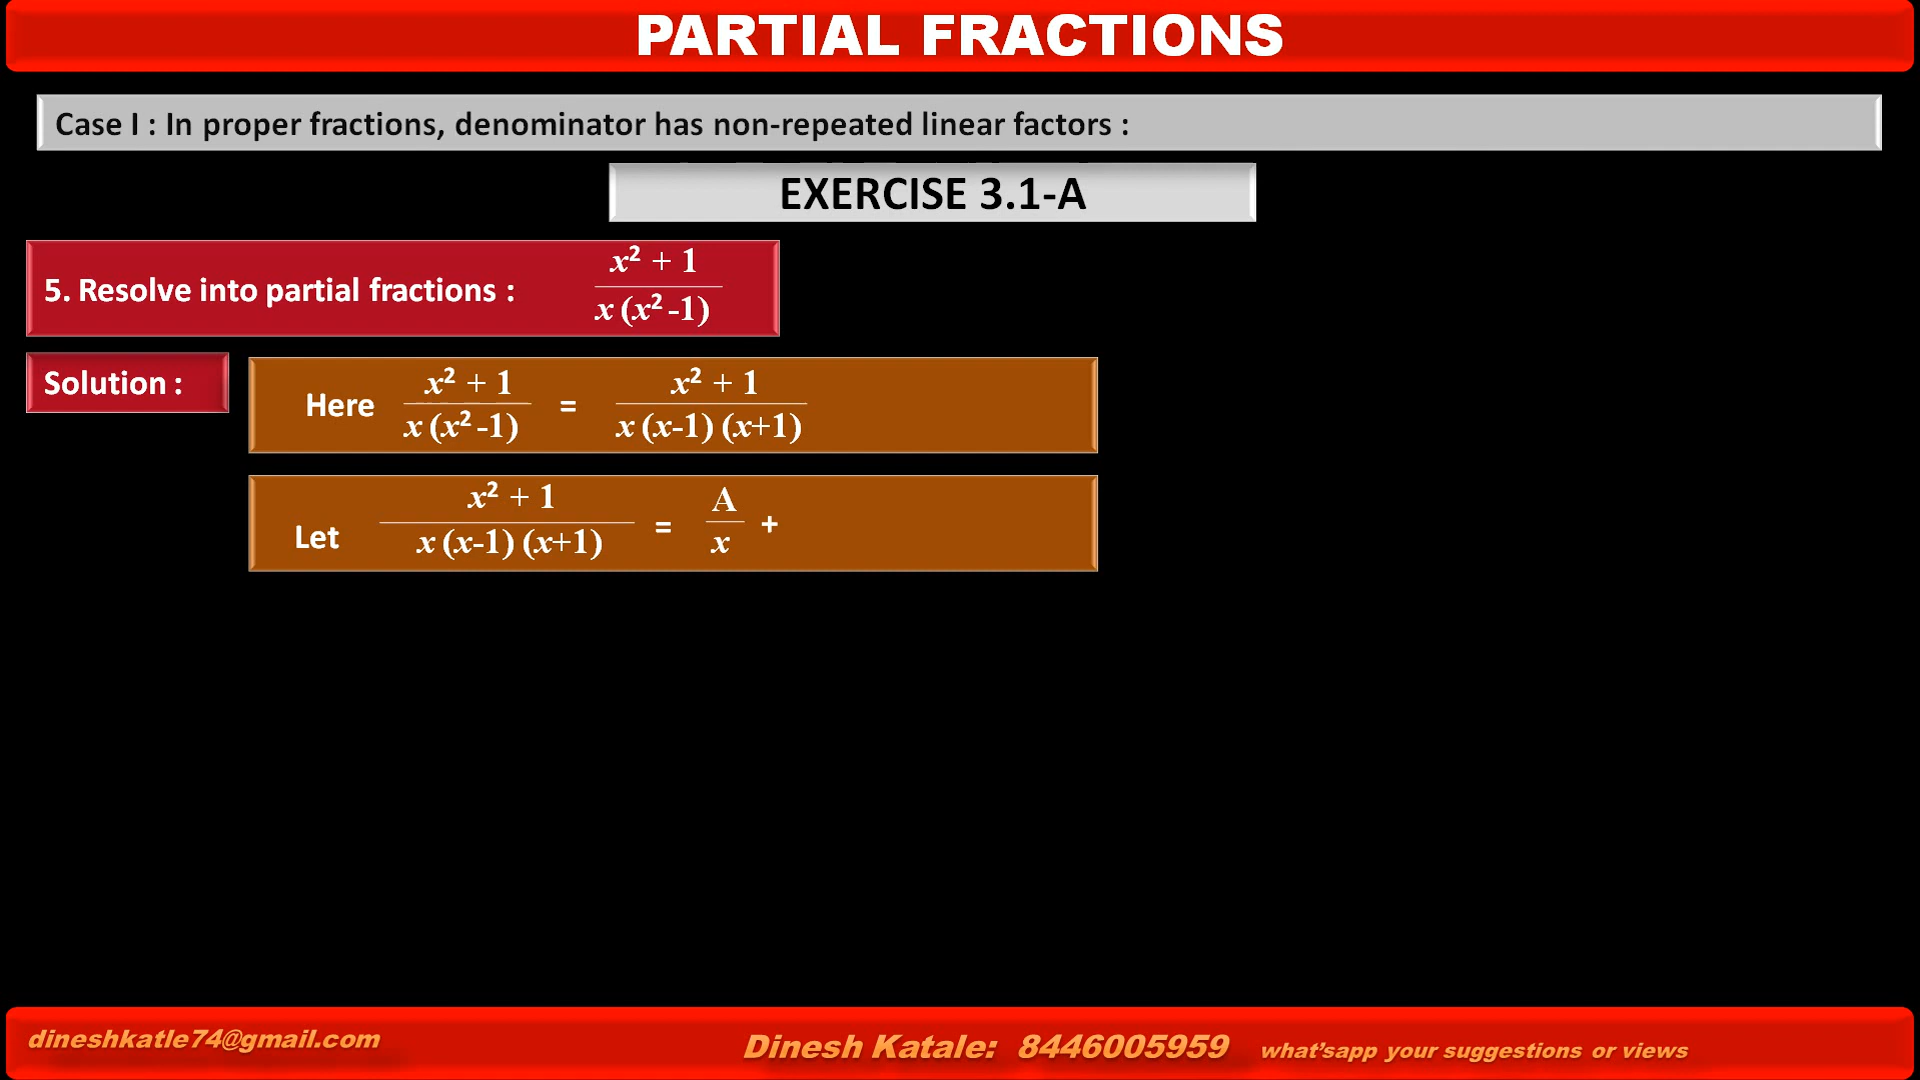 PARTIAL FRACTIONS
Case I : In proper fractions, denominator has non-repeated linear factors :
EXERCISE 3.1-A
5. Resolve into partial fractions :
x² + 1
x (x² -1)
Solution :
Here
x² + 1
x (x² -1)
=
x² + 1
x (x-1) (x+1)
Let
x² + 1
x (x-1) (x+1)
=
A
x
+
dineshkatle74@gmail.com
Dinesh Katale: 8446005959 what'sapp your suggestions or views